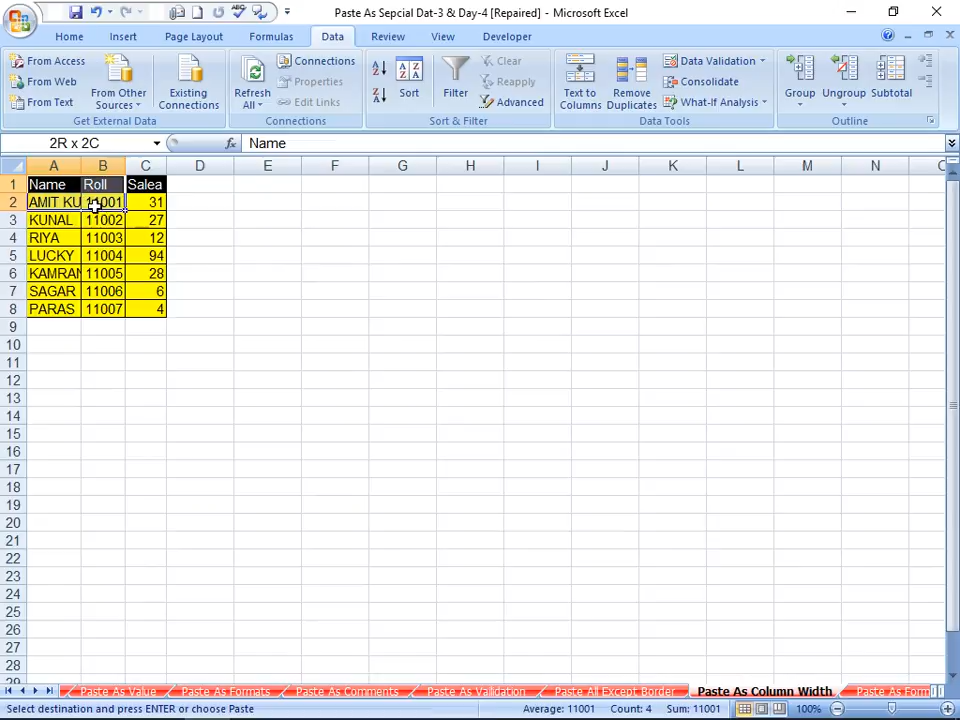 Paste As Sepcial Dat-3 & Day-4 [Repaired] - Microsoft Excel
Home Insert Page Layout Formulas Data Review View Developer
From Access
From Web
From Text
From Other
Sources
Existing
Connections
Get External Data
Refresh
All
Connections
Properties
Edit Links
Connections
Sort
Filter
Clear
Reapply
Advanced
Sort & Filter
Text to
Columns
Remove
Duplicates
Data Validation
Consolidate
What-If Analysis
Data Tools
Group
Ungroup
Subtotal
Outline
2R x 2C fx Name
A B C D E F G H I J K L M N
1 Name Roll Salea
2 AMIT KU 11001 31
3 KUNAL 11002 27
4 RIYA 11003 12
5 LUCKY 11004 94
6 KAMRAN 11005 28
7 SAGAR 11006 6
8 PARAS 11007 4
9
10
11
12
13
14
15
16
17
18
19
20
21
22
23
24
25
26
27
28
Paste As Value Paste As Formats Paste As Comments Paste As Validation Paste All Except Border Paste As Column Width Paste As Form
Select destination and press ENTER or choose Paste Average: 11001 Count: 4 Sum: 11001 100%